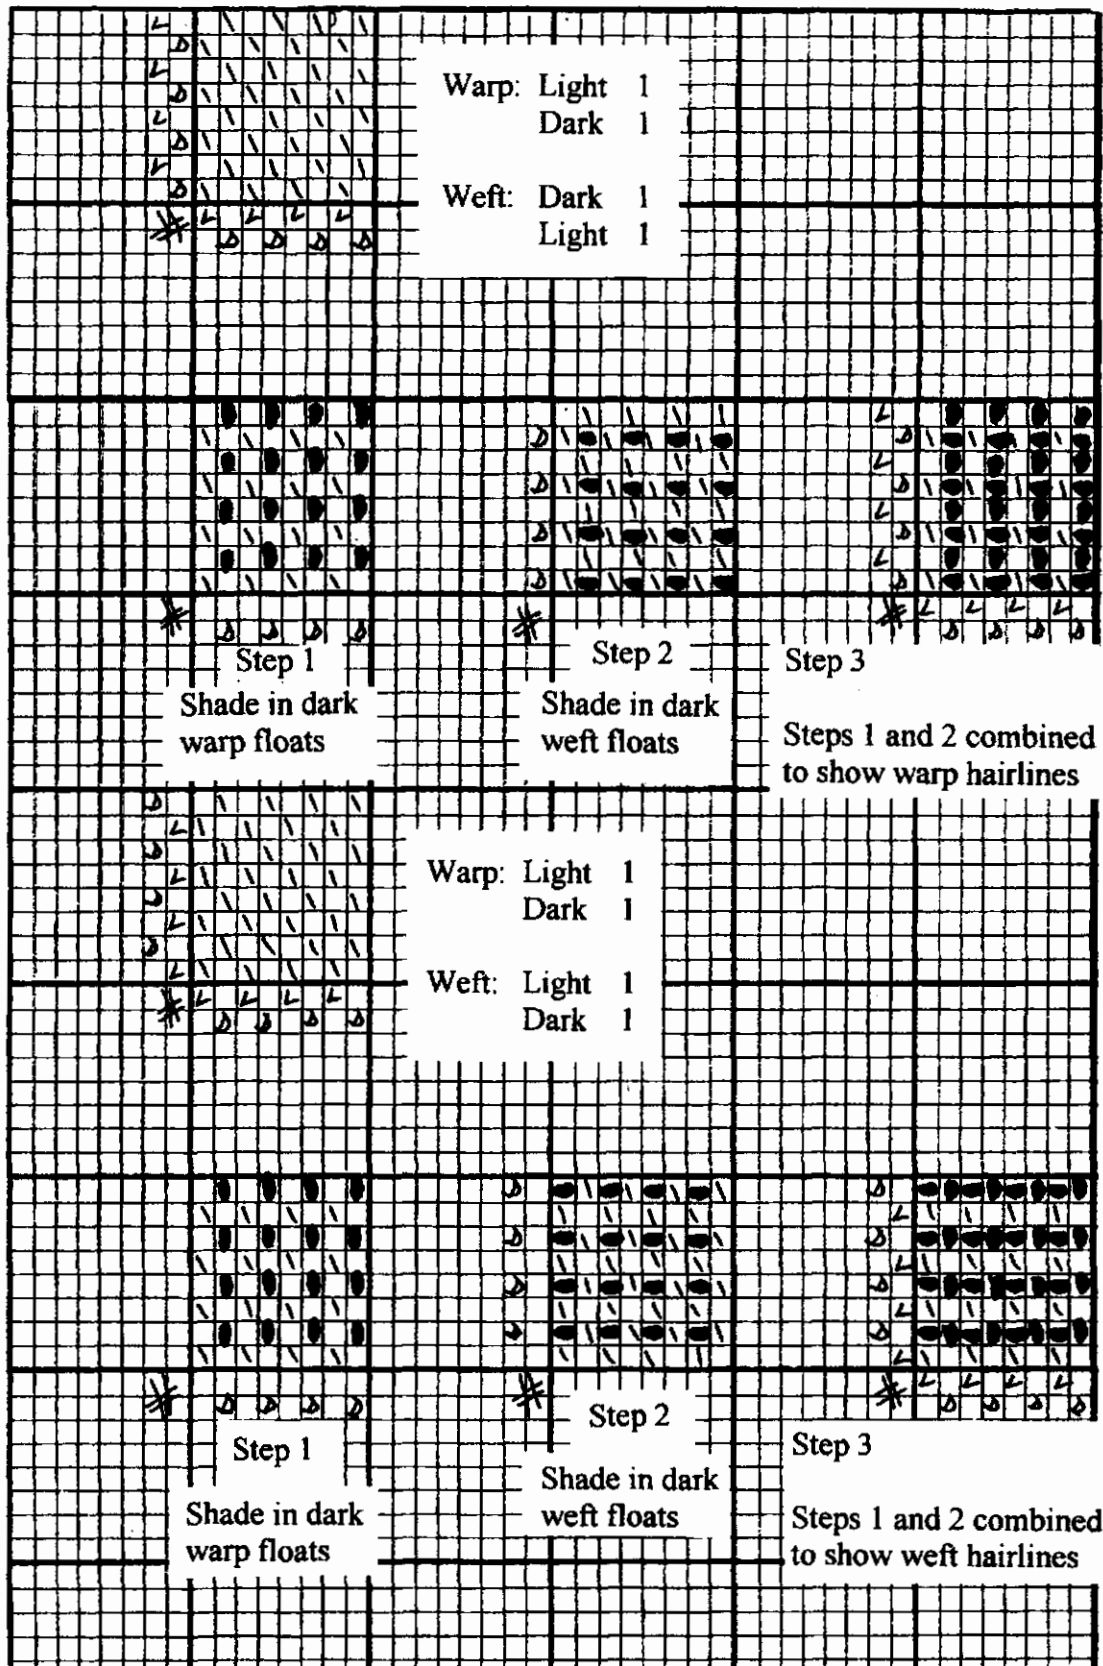 L
D
L
D
L
D
L
D
L L L L
D D D D
Warp: Light 1
Dark 1
Weft: Dark 1
Light 1
D D D D
Step 1
Shade in dark
warp floats
D
D
D
D
Step 2
Shade in dark
weft floats
L
D
L
D
L
D
L
D
L L L L
D D D D
Step 3
Steps 1 and 2 combined
to show warp hairlines
D
L
D
L
D
L
D
L
L L L L
D D D D
Warp: Light 1
Dark 1
Weft: Light 1
Dark 1
D D D D
Step 1
Shade in dark
warp floats
D
D
D
D
Step 2
Shade in dark
weft floats
D
L
D
L
D
L
D
L
L L L L
D D D D
Step 3
Steps 1 and 2 combined
to show weft hairlines